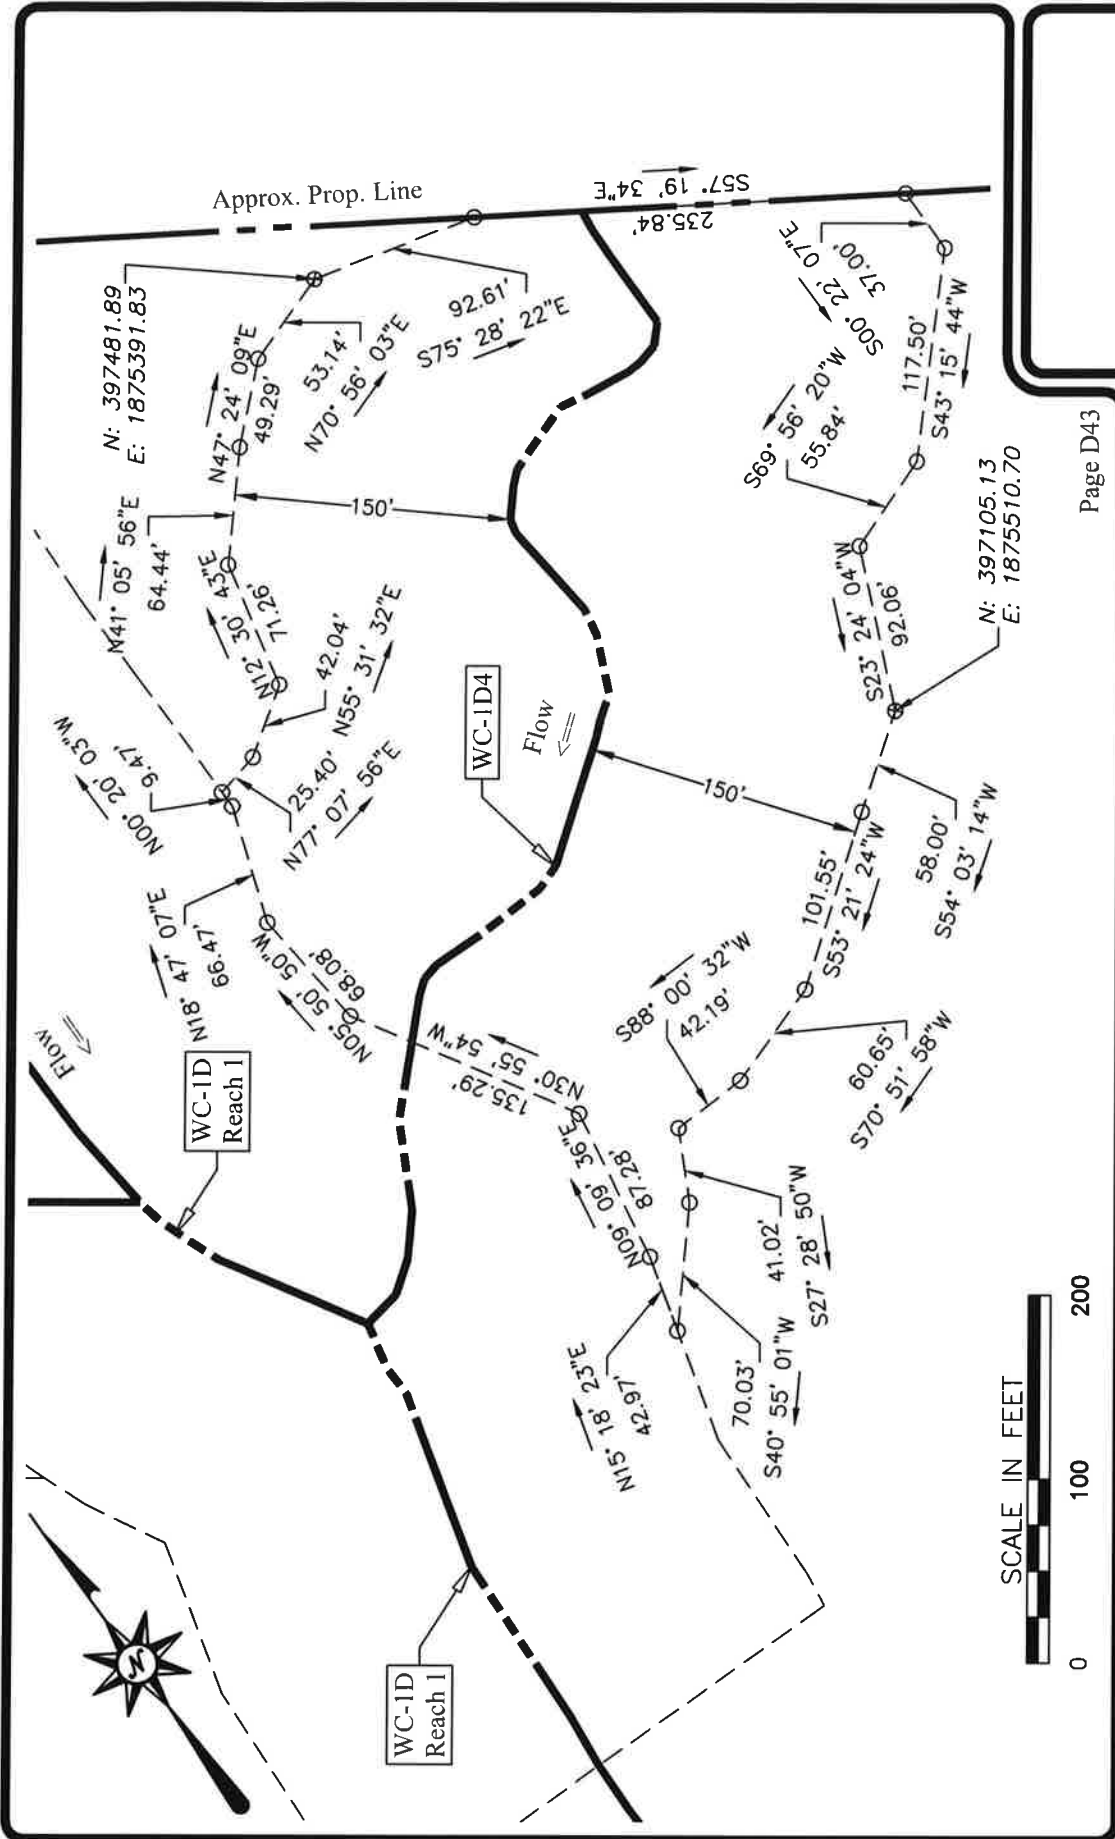 Approx. Prop. Line
N: 397481.89
E: 1875391.83
S57° 19' 34"E
235.84'
N47° 24' 09"E
49.29'
53.14'
N70° 56' 03"E
92.61'
S75° 28' 22"E
S00° 22' 07"E
37.00'
N41° 05' 56"E
64.44'
150'
117.50'
S43° 15' 44"W
S69° 56' 20"W
55.84'
N12° 30' 43"E
71.26'
42.04'
N55° 31' 32"E
S23° 24' 04"W
92.06'
N: 397105.13
E: 1875510.70
Page D43
N00° 20' 03"W
9.47'
25.40'
N77° 07' 56"E
WC-1D4
Flow
150'
58.00'
S54° 03' 14"W
N18° 47' 07"E
66.47'
101.55'
S53° 21' 24"W
N05° 50' 50"W
68.08'
S88° 00' 32"W
42.19'
60.65'
S70° 51' 58"W
Flow
WC-1D
Reach 1
N30° 55' 54"W
135.29'
N09° 09' 36"E
87.28'
41.02'
S27° 28' 50"W
N15° 18' 23"E
42.97'
70.03'
S40° 55' 01"W
WC-1D
Reach 1
N
SCALE IN FEET
0
100
200